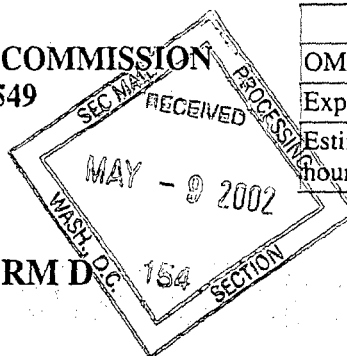 COMMISSION
549
OM
Exp
Esti
hour
SEC MAIL
RECEIVED
PROCESSING
MAY - 9 2002
WASH, D.C.
154
SECTION
RM D